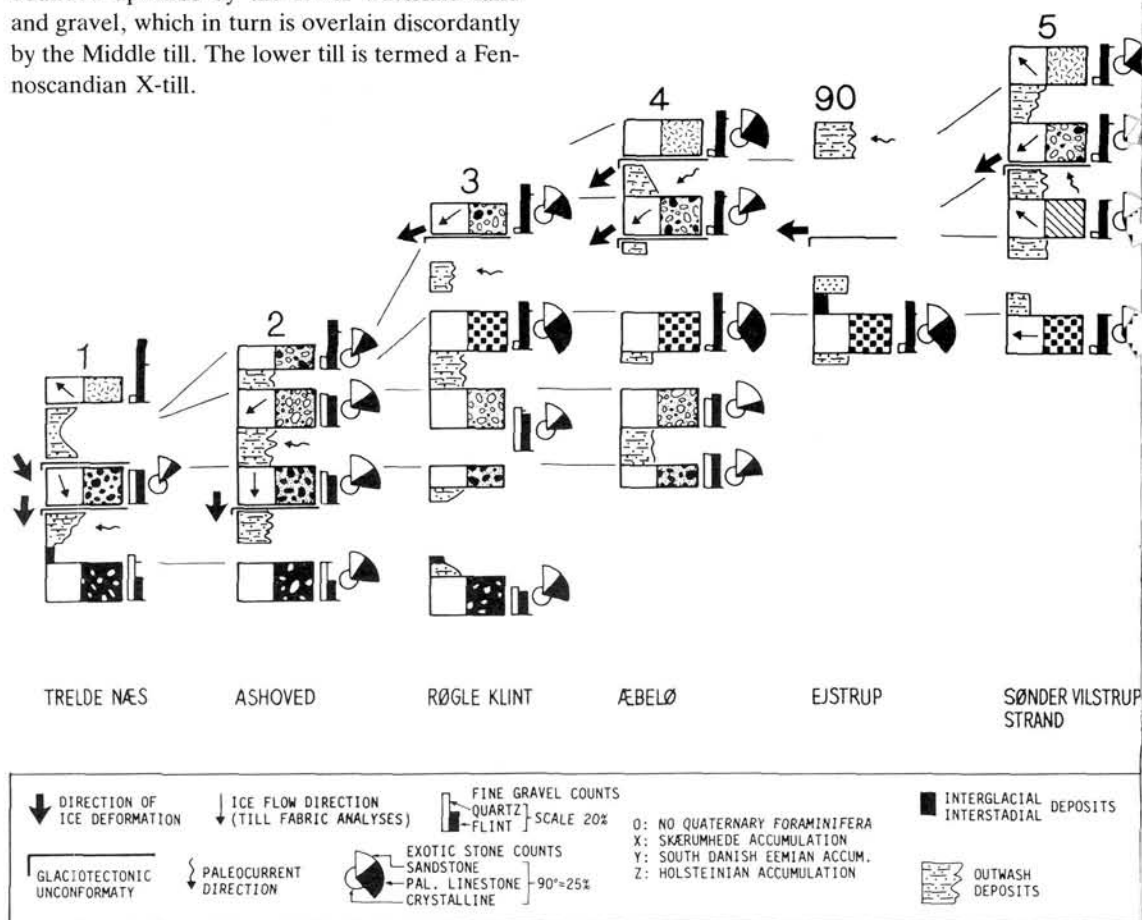 and gravel, which in turn is overlain discordantly
by the Middle till. The lower till is termed a Fen-
noscandian X-till.
1
2
3
4
90
5
TRELDE NÆS
ASHOVED
RØGLE KLINT
ÆBELØ
EJSTRUP
SØNDER VILSTRUP
STRAND
DIRECTION OF
ICE DEFORMATION
GLACIOTECTONIC
UNCONFORMATY
ICE FLOW DIRECTION
(TILL FABRIC ANALYSES)
PALEOCURRENT
DIRECTION
FINE GRAVEL COUNTS
QUARTZ
FLINT
SCALE 20%
EXOTIC STONE COUNTS
SANDSTONE
PAL. LINESTONE
CRYSTALLINE
90°=25%
O: NO QUATERNARY FORAMINIFERA
X: SKÆRUMHEDE ACCUMULATION
Y: SOUTH DANISH EEMIAN ACCUM.
Z: HOLSTEINIAN ACCUMULATION
INTERGLACIAL
INTERSTADIAL
DEPOSITS
OUTWASH
DEPOSITS